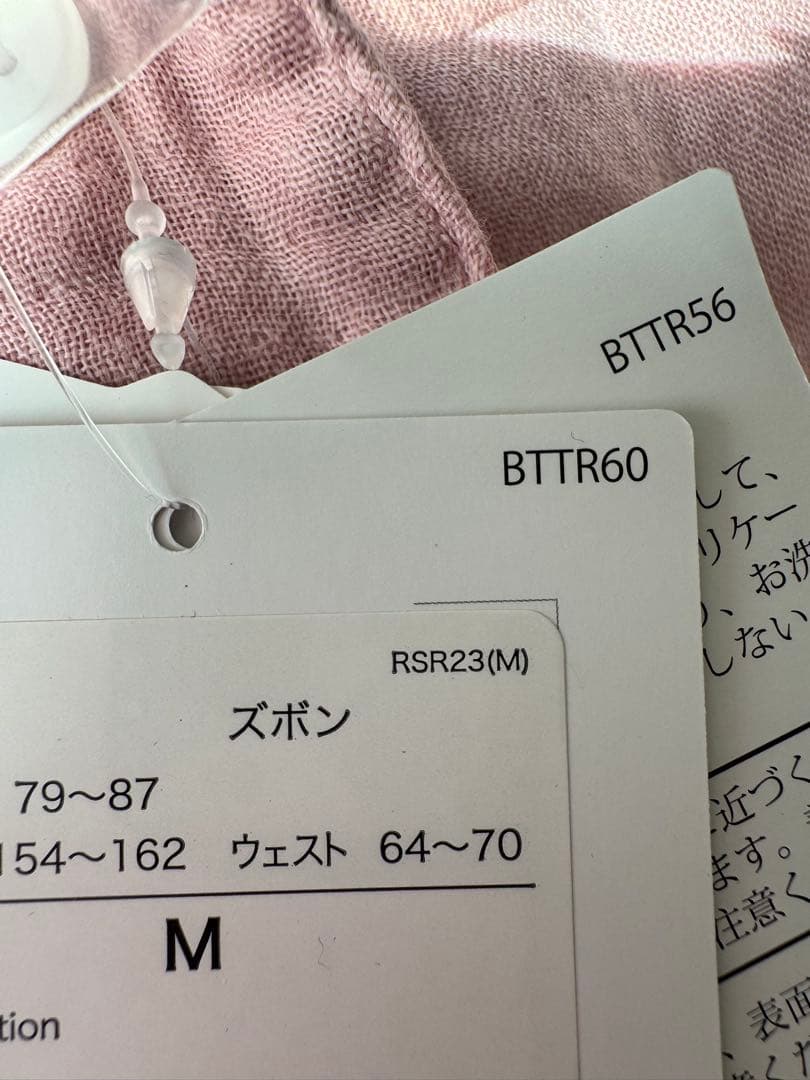 BTTR56
BTTR60
して、
リケー
、お洗
しない
RSR23(M)
ズボン
79〜87
154〜162 ウェスト 64〜70
M
tion
近づく
ます。
注意く
、表面